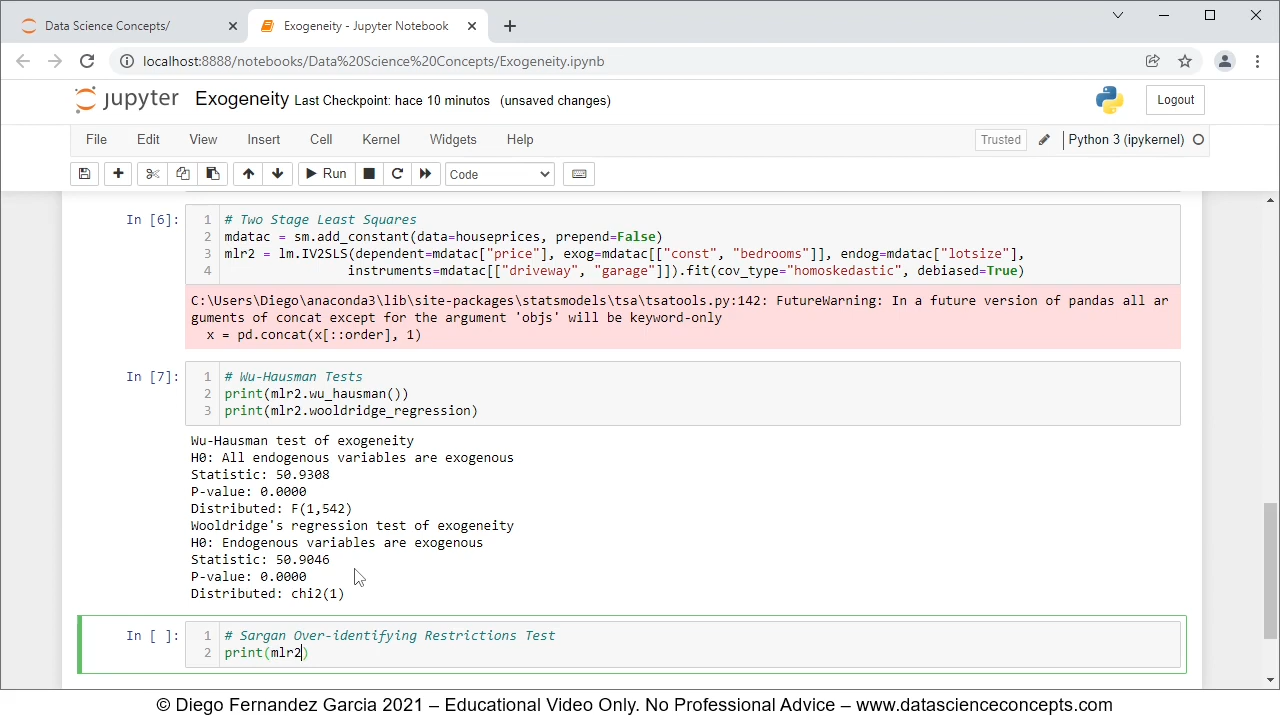 Data Science Concepts/
Exogeneity - Jupyter Notebook
localhost:8888/notebooks/Data%20Science%20Concepts/Exogeneity.ipynb
jupyter Exogeneity Last Checkpoint: hace 10 minutos (unsaved changes)
Logout
File Edit View Insert Cell Kernel Widgets Help
Trusted
Python 3 (ipykernel)
Run
Code
In [6]:
1 # Two Stage Least Squares
2 mdatac = sm.add_constant(data=houseprices, prepend=False)
3 mlr2 = lm.IV2SLS(dependent=mdatac["price"], exog=mdatac[["const", "bedrooms"]], endog=mdatac["lotsize"],
4 instruments=mdatac[["driveway", "garage"]]).fit(cov_type="homoskedastic", debiased=True)
C:\Users\Diego\anaconda3\lib\site-packages\statsmodels\tsa\tsatools.py:142: FutureWarning: In a future version of pandas all ar
guments of concat except for the argument 'objs' will be keyword-only
x = pd.concat(x[::order], 1)
In [7]:
1 # Wu-Hausman Tests
2 print(mlr2.wu_hausman())
3 print(mlr2.wooldridge_regression)
Wu-Hausman test of exogeneity
H0: All endogenous variables are exogenous
Statistic: 50.9308
P-value: 0.0000
Distributed: F(1,542)
Wooldridge's regression test of exogeneity
H0: Endogenous variables are exogenous
Statistic: 50.9046
P-value: 0.0000
Distributed: chi2(1)
In [ ]:
1 # Sargan Over-identifying Restrictions Test
2 print(mlr2)
© Diego Fernandez Garcia 2021 – Educational Video Only. No Professional Advice – www.datascienceconcepts.com